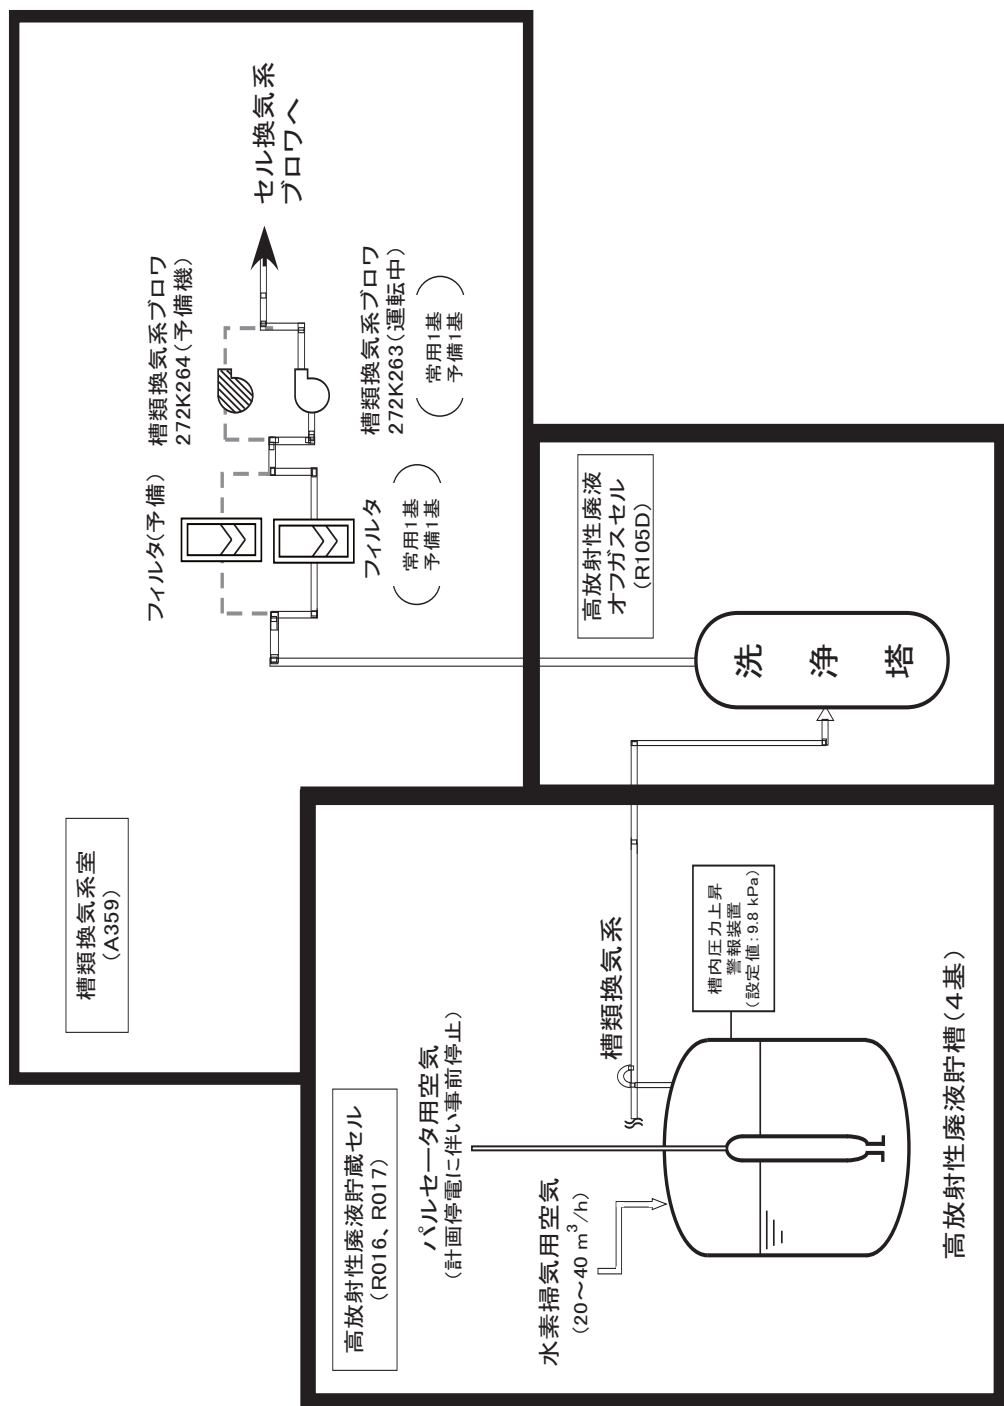 槽類換気系室
(A359)
フィルタ(予備)
フィルタ
常用1基
予備1基
槽類換気系ブロワ
272K264(予備機)
槽類換気系ブロワ
272K263(運転中)
常用1基
予備1基
セル換気系
ブロワへ
高放射性廃液貯蔵セル
(R016、R017)
パルセータ用空気
(計画停電に伴い事前停止)
水素掃気用空気
(20～40 m³/h)
槽類換気系
槽内圧力上昇
警報装置
(設定値：9.8 kPa)
高放射性廃液貯槽(4基)
高放射性廃液
オフガスセル
(R105D)
洗浄塔